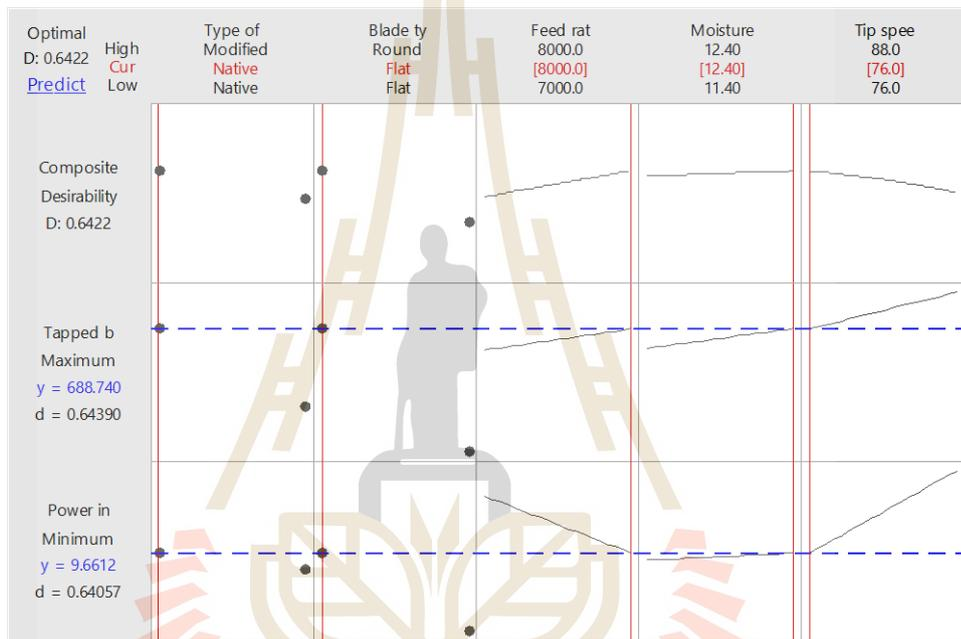 Optimal
D: 0.6422
Predict
High
Cur
Low
Type of
Modified
Native
Native
Blade ty
Round
Flat
Flat
Feed rat
8000.0
[8000.0]
7000.0
Moisture
12.40
[12.40]
11.40
Tip spee
88.0
[76.0]
76.0
Composite
Desirability
D: 0.6422
Tapped b
Maximum
y = 688.740
d = 0.64390
Power in
Minimum
y = 9.6612
d = 0.64057